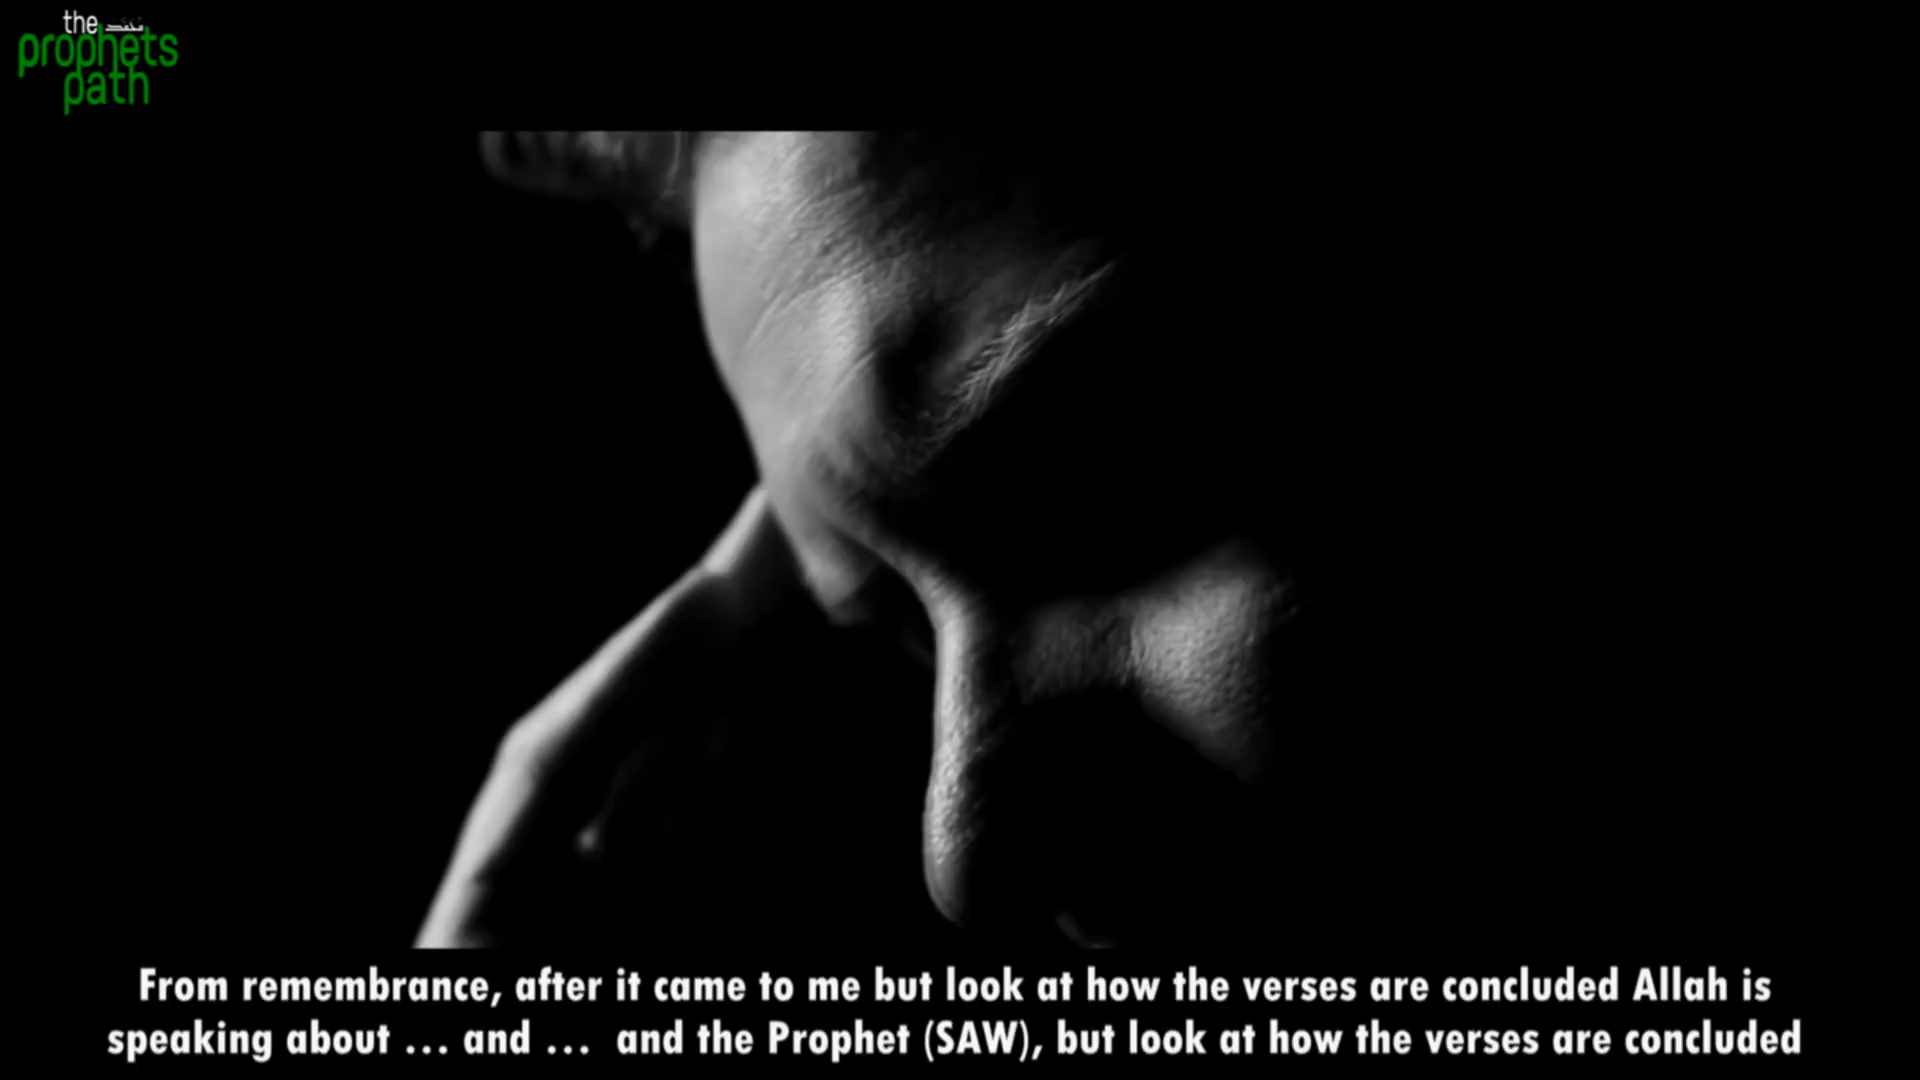 the محمد
prophets
path
From remembrance, after it came to me but look at how the verses are concluded Allah is
speaking about ... and ... and the Prophet (SAW), but look at how the verses are concluded